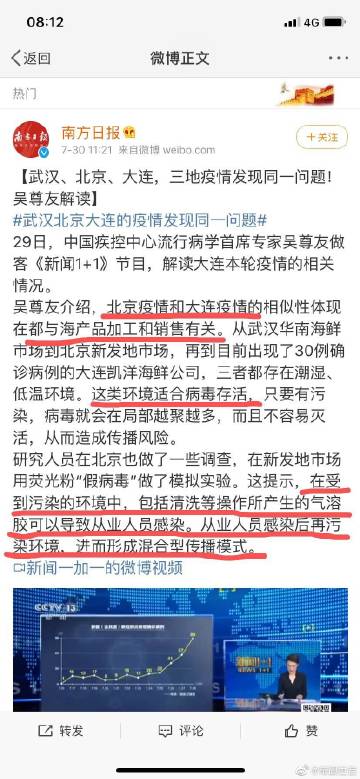 08:12
4G
返回
微博正文
热门
南方日报
7-30 11:21 来自微博 weibo.com
+关注
【武汉、北京、大连，三地疫情发现同一问题！
吴尊友解读】
#武汉北京大连的疫情发现同一问题#
29日，中国疾控中心流行病学首席专家吴尊友做
客《新闻1+1》节目，解读大连本轮疫情的相关
情况。
吴尊友介绍，北京疫情和大连疫情的相似性体现
在都与海产品加工和销售有关。从武汉华南海鲜
市场到北京新发地市场，再到目前出现了30例确
诊病例的大连凯洋海鲜公司，三者都存在潮湿、
低温环境。这类环境适合病毒存活，只要有污
染，病毒就会在局部越聚越多，而且不容易灭
活，从而造成传播风险。
研究人员在北京也做了一些调查，在新发地市场
用荧光粉“假病毒”做了模拟实验。这提示，在受
到污染的环境中，包括清洗等操作所产生的气溶
胶可以导致从业人员感染。从业人员感染后再污
染环境，进而形成混合型传播模式。
新闻一加一的微博视频
CCTV 13
新闻1+1
NEWS 1+1
转发
评论
赞